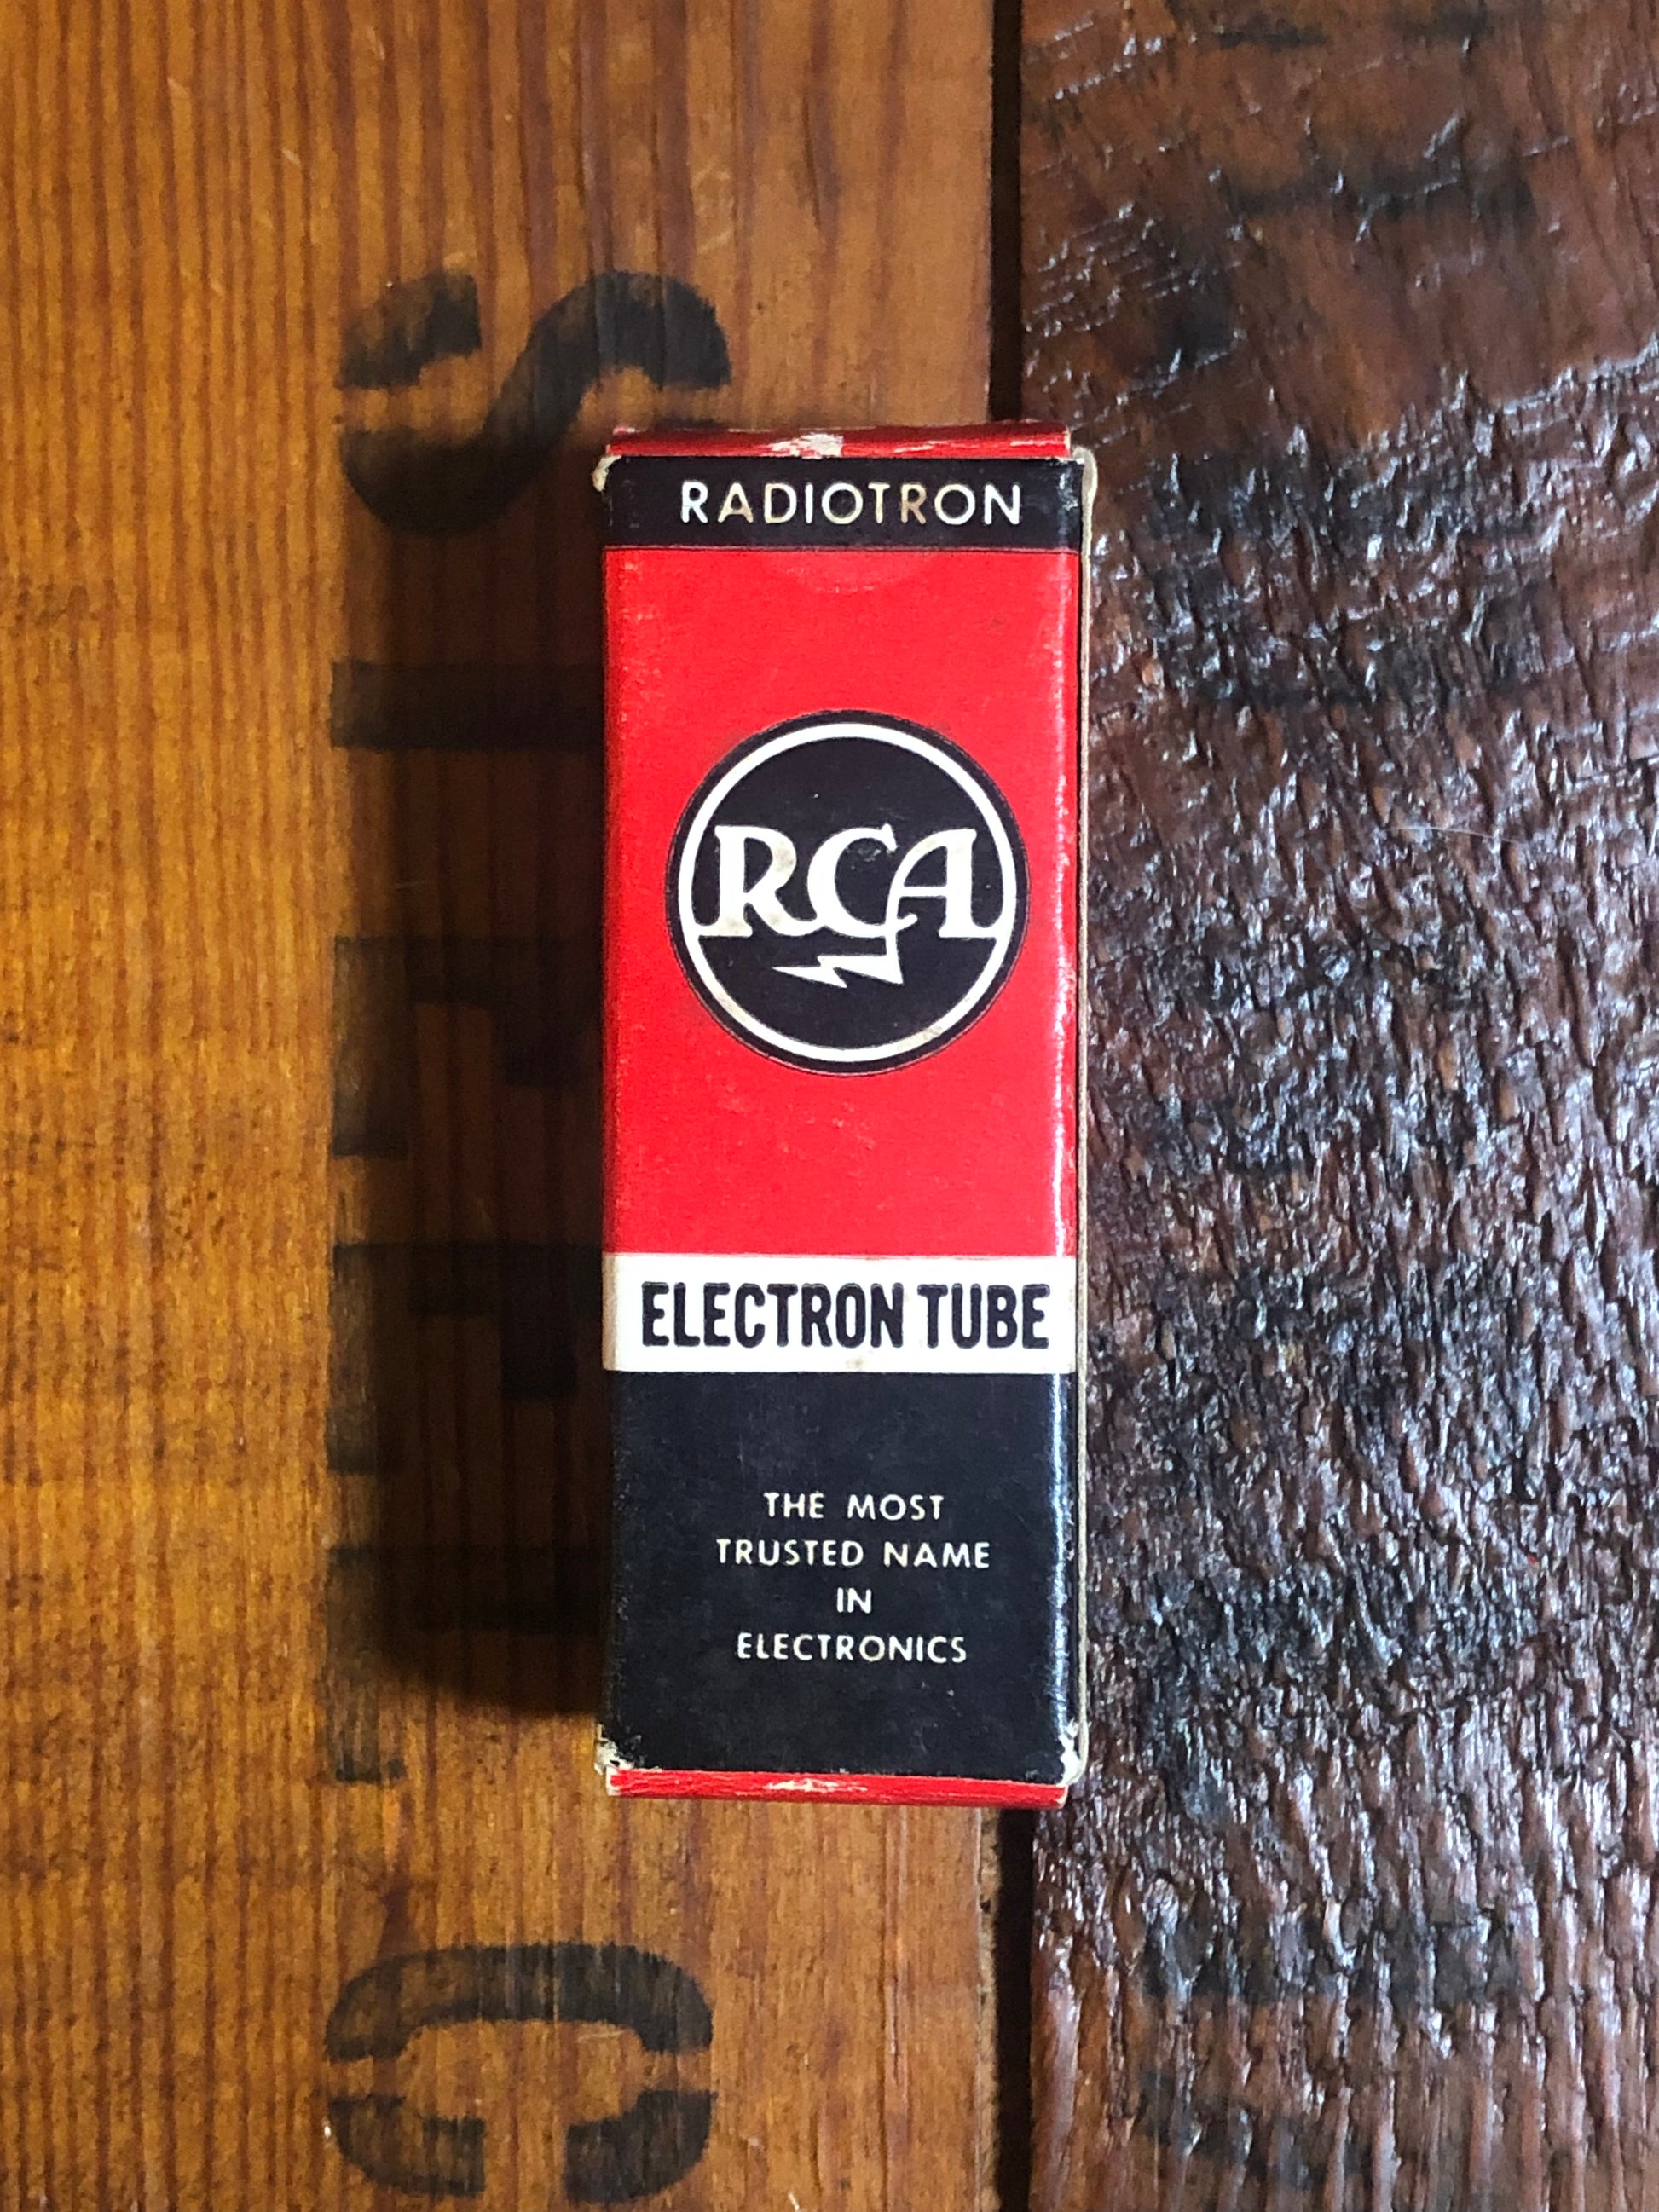 RADIOTRON
RCA
ELECTRON TUBE
THE MOST
TRUSTED NAME
IN
ELECTRONICS